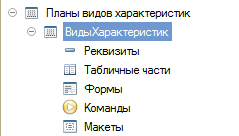 Планы видов характеристик
ВидыХарактеристик
Реквизиты
Табличные части
Формы
Команды
Макеты